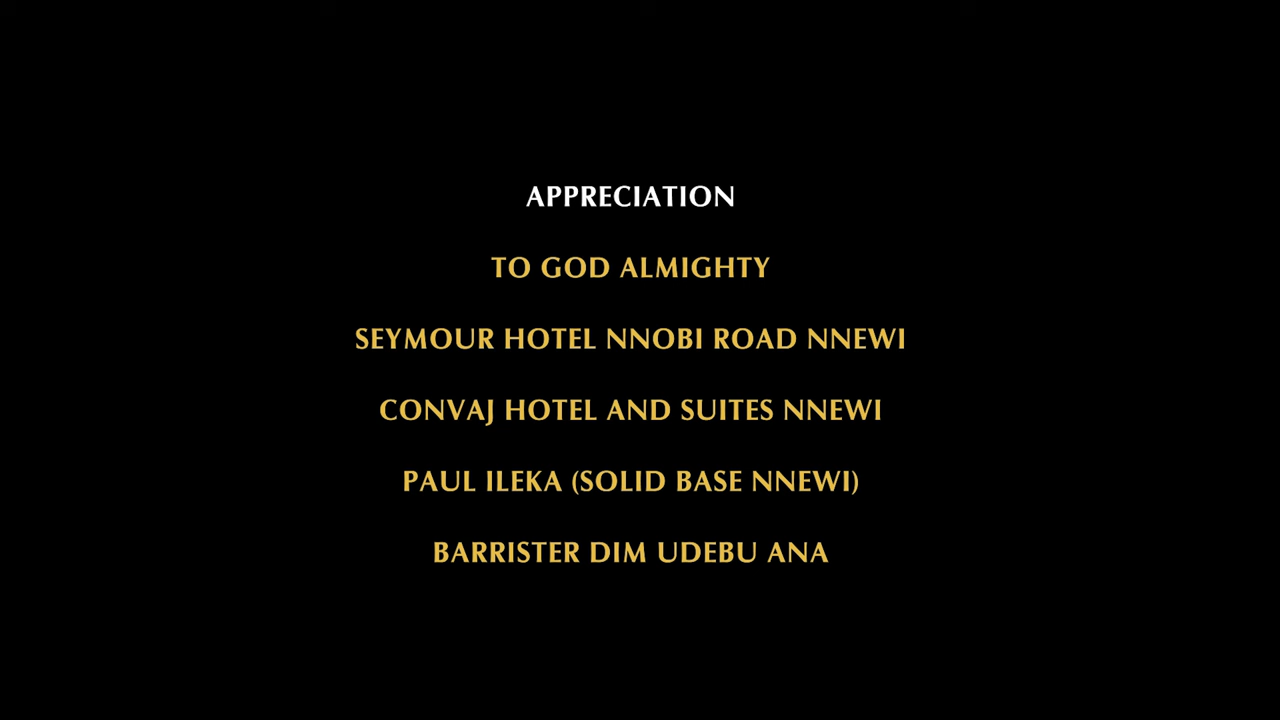 APPRECIATION
TO GOD ALMIGHTY
SEYMOUR HOTEL NNOBI ROAD NNEWI
CONVAJ HOTEL AND SUITES NNEWI
PAUL ILEKA (SOLID BASE NNEWI)
BARRISTER DIM UDEBU ANA